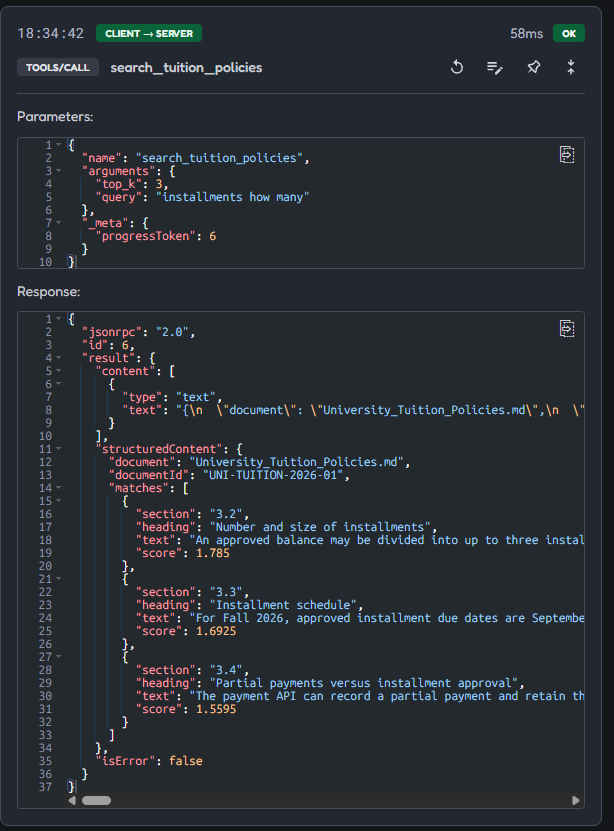 18:34:42 CLIENT → SERVER 58ms OK
TOOLS/CALL search_tuition_policies
Parameters:
1 {
2 "name": "search_tuition_policies",
3 "arguments": {
4 "top_k": 3,
5 "query": "installments how many"
6 },
7 "_meta": {
8 "progressToken": 6
9 }
10 }
Response:
1 {
2 "jsonrpc": "2.0",
3 "id": 6,
4 "result": {
5 "content": [
6 {
7 "type": "text",
8 "text": "{\n  \"document\": \"University_Tuition_Policies.md\",\n  \"
9 }
10 ],
11 "structuredContent": {
12 "document": "University_Tuition_Policies.md",
13 "documentId": "UNI-TUITION-2026-01",
14 "matches": [
15 {
16 "section": "3.2",
17 "heading": "Number and size of installments",
18 "text": "An approved balance may be divided into up to three instal
19 "score": 1.785
20 },
21 {
22 "section": "3.3",
23 "heading": "Installment schedule",
24 "text": "For Fall 2026, approved installment due dates are Septembe
25 "score": 1.6925
26 },
27 {
28 "section": "3.4",
29 "heading": "Partial payments versus installment approval",
30 "text": "The payment API can record a partial payment and retain th
31 "score": 1.5595
32 }
33 ]
34 },
35 "isError": false
36 }
37 }